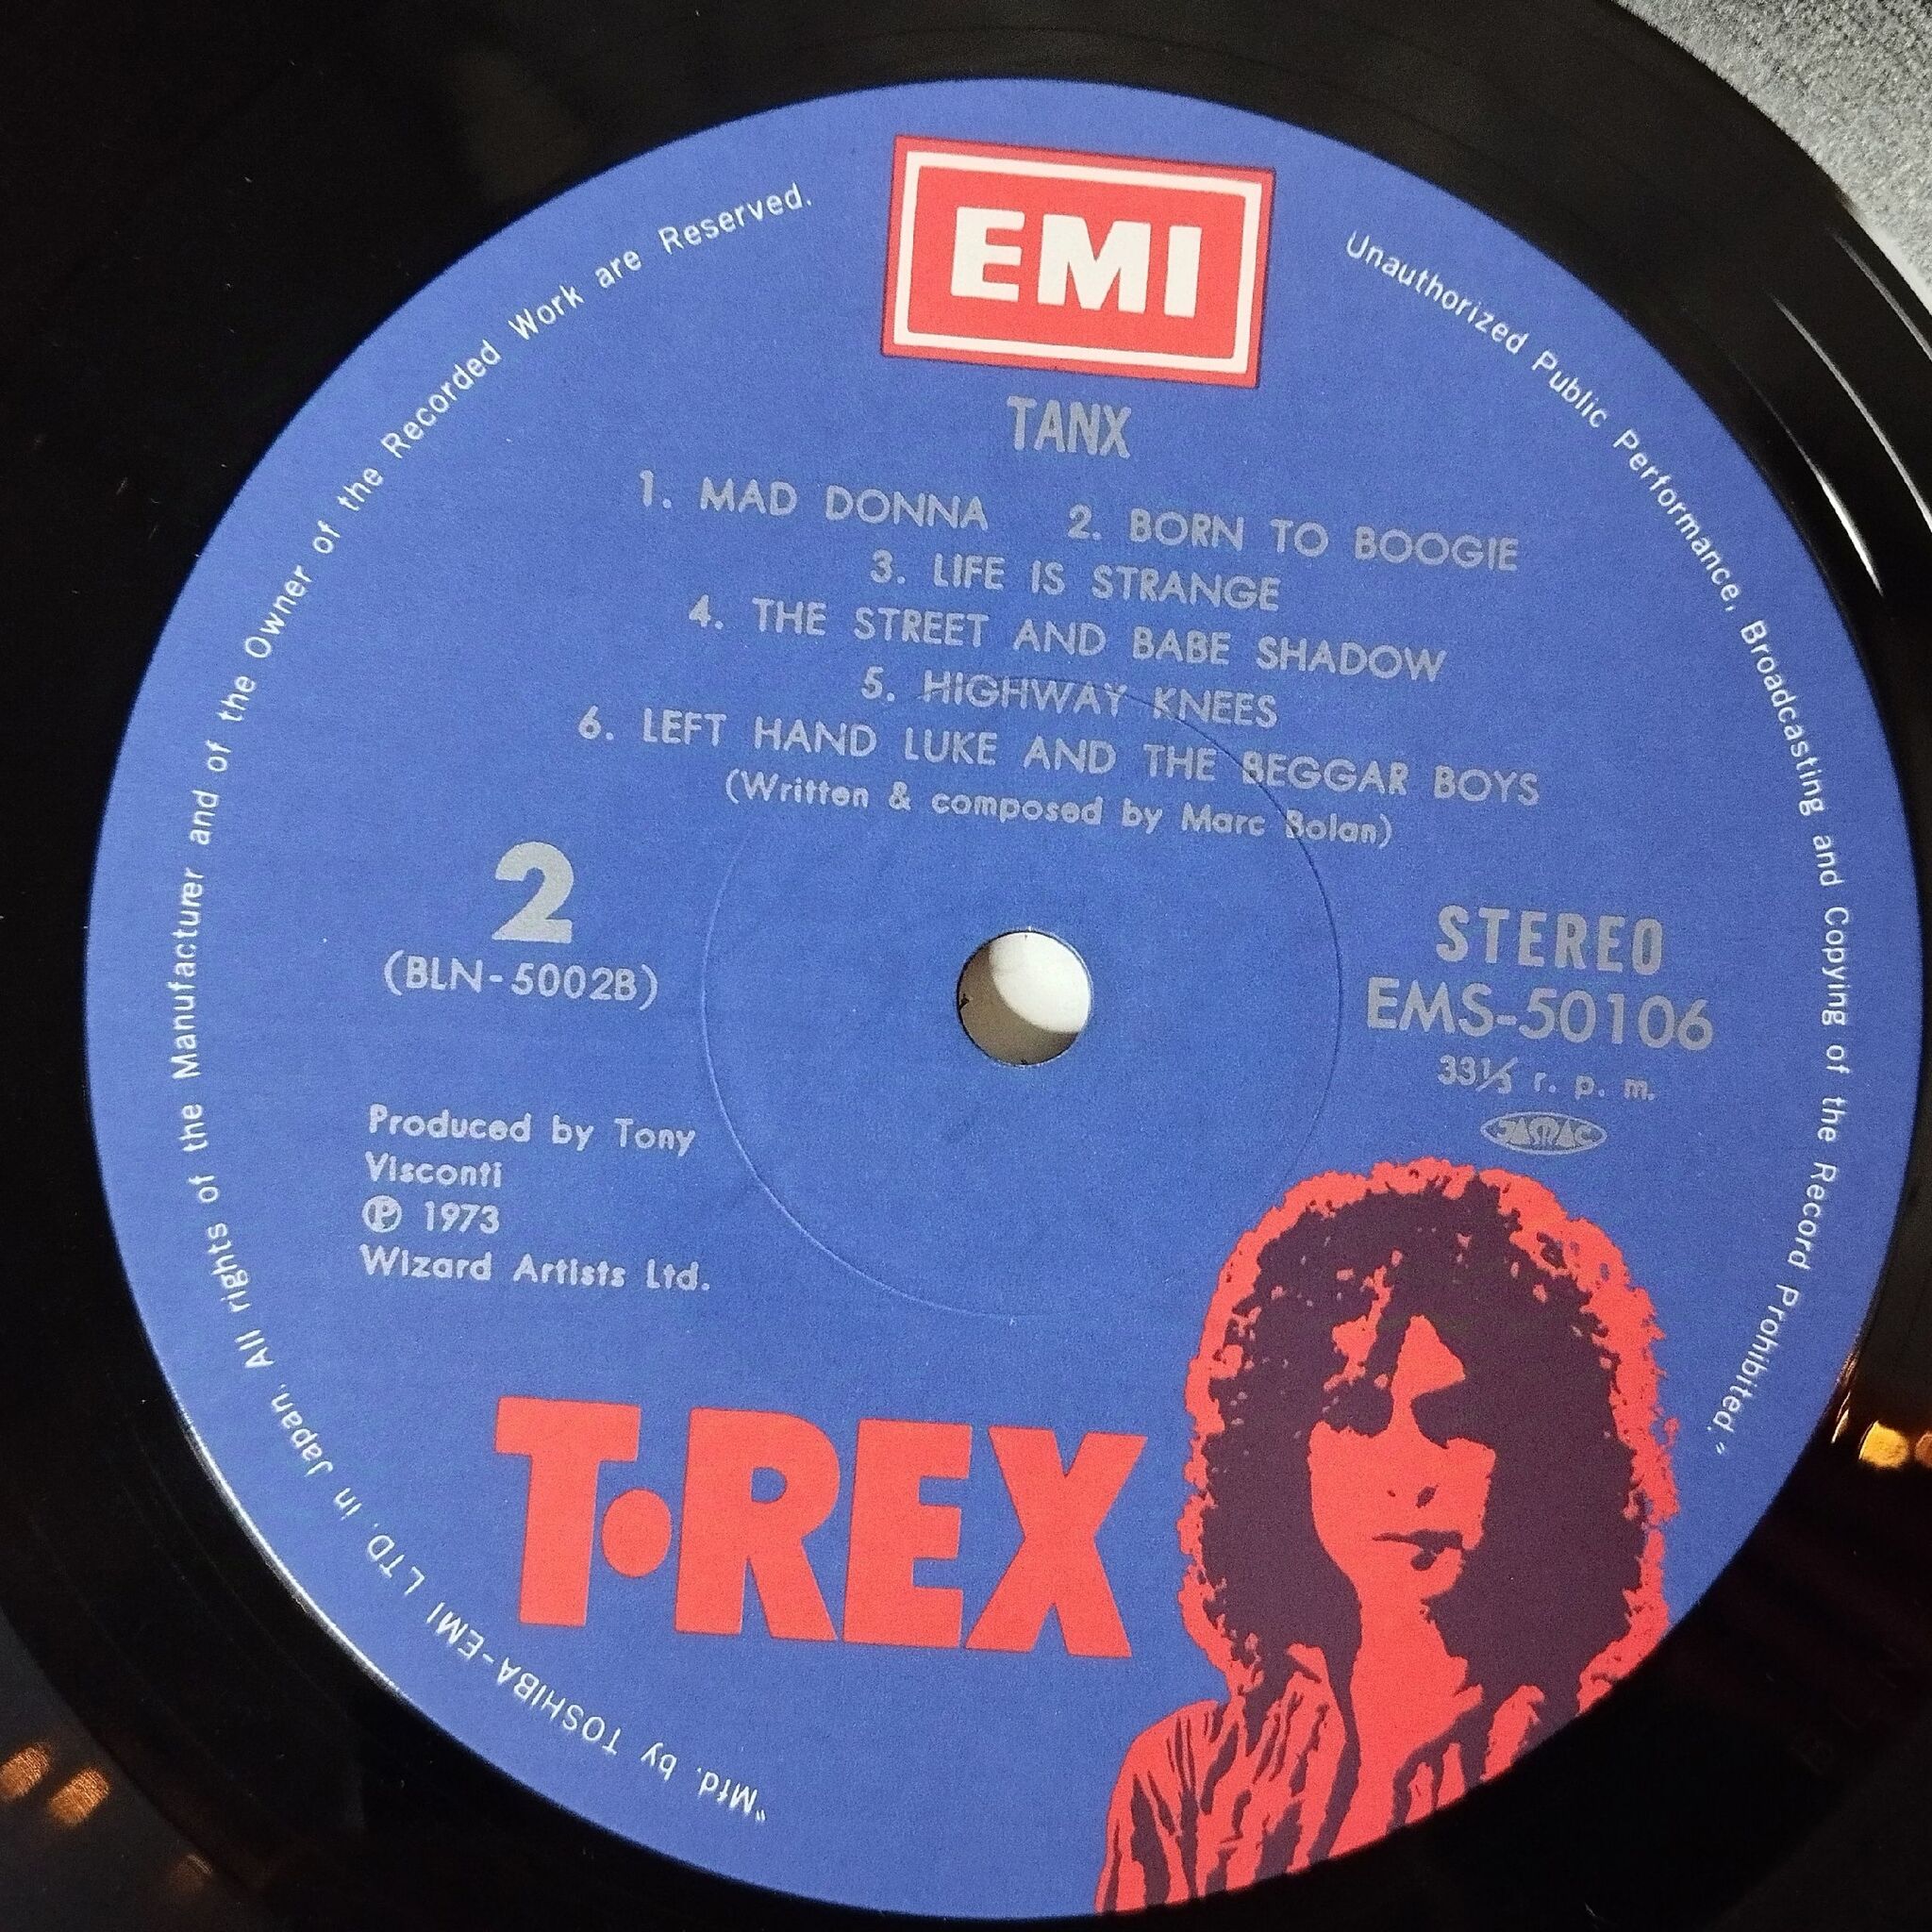 EMI
TANX
1. MAD DONNA 2. BORN TO BOOGIE
3. LIFE IS STRANGE
4. THE STREET AND BABE SHADOW
5. HIGHWAY KNEES
6. LEFT HAND LUKE AND THE BEGGAR BOYS
(Written & composed by Marc Bolan)
2
(BLN-5002B)
STEREO
EMS-50106
33⅓ r. p. m.
JASRAC
Produced by Tony
Visconti
Ⓟ 1973
Wizard Artists Ltd.
T•REX
"Mfd. by TOSHIBA-EMI LTD. in Japan. All rights of the Manufacturer and of the Owner of the Recorded Work are Reserved.
Unauthorized Public Performance, Broadcasting and Copying of the Record Prohibited."